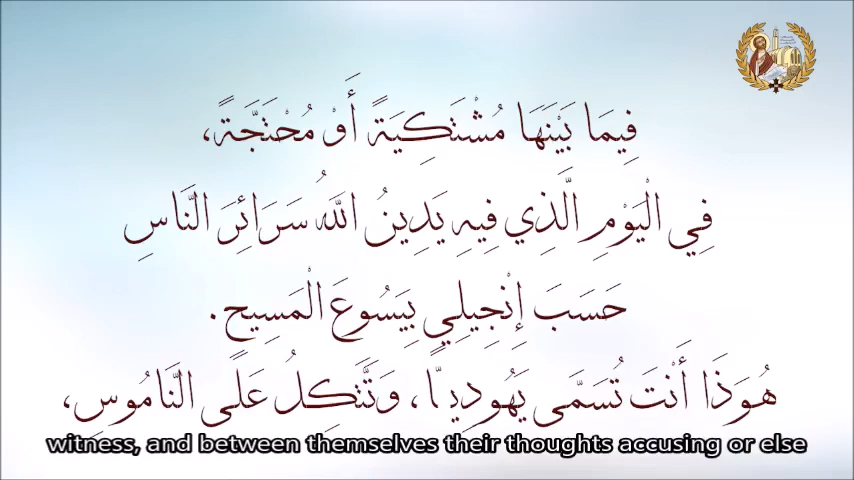 فِيمَا بَيْنَهَا مُشْتَكِيَةً أَوْ مُحْتَجَّةً،
فِي الْيَوْمِ الَّذِي فِيهِ يَدِينُ اللهُ سَرَائِرَ النَّاسِ
حَسَبَ إِنْجِيلِي بِيَسُوعَ الْمَسِيحِ.
هُوَذَا أَنْتَ تُسَمَّى يَهُودِيًّا، وَتَتَّكِلُ عَلَى النَّامُوسِ،
witness, and between themselves their thoughts accusing or else